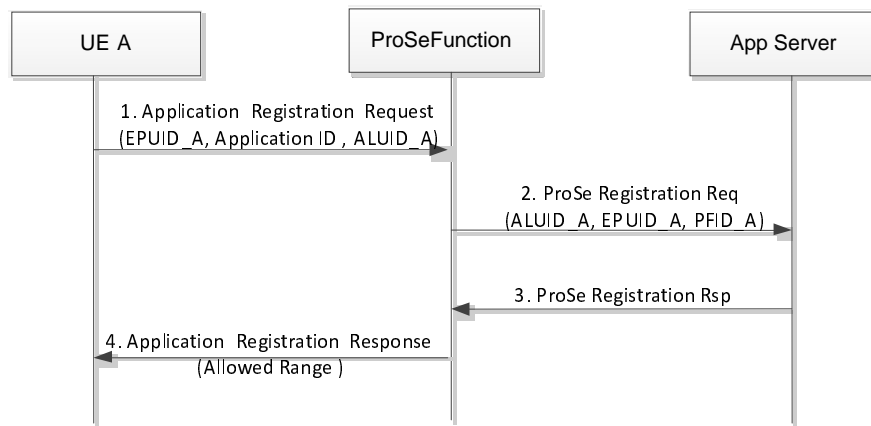 UE A
ProSeFunction
App Server
1. Application Registration Request
(EPUID_A, Application ID , ALUID_A)
2. ProSe Registration Req
(ALUID_A, EPUID_A, PFID_A)
3. ProSe Registration Rsp
4. Application Registration Response
(Allowed Range )